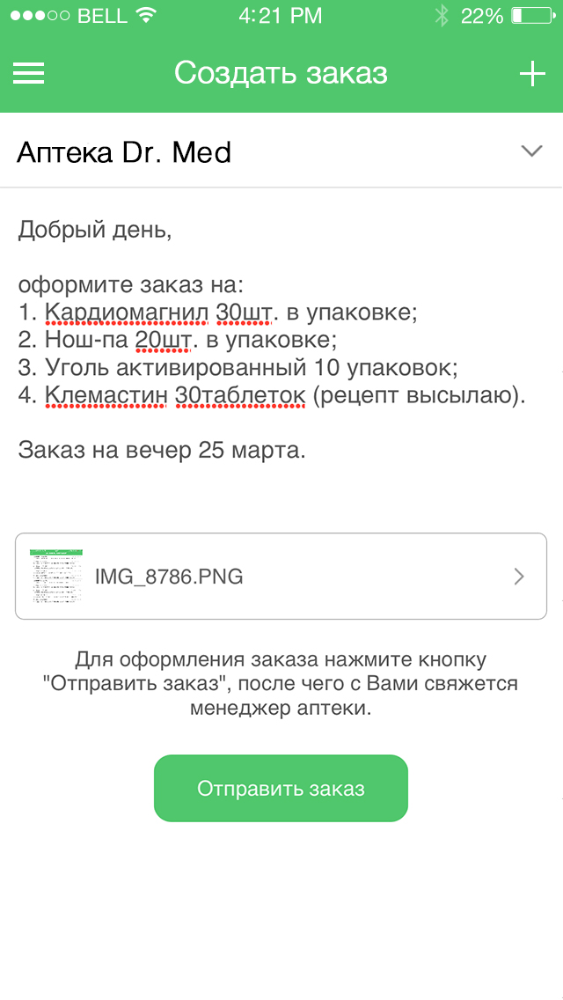 BELL 4:21 PM 22%
Создать заказ
Аптека Dr. Med
Добрый день,
оформите заказ на:
1. Кардиомагнил 30шт. в упаковке;
2. Нош-па 20шт. в упаковке;
3. Уголь активированный 10 упаковок;
4. Клемастин 30таблеток (рецепт высылаю).
Заказ на вечер 25 марта.
IMG_8786.PNG
Для оформления заказа нажмите кнопку
"Отправить заказ", после чего с Вами свяжется
менеджер аптеки.
Отправить заказ